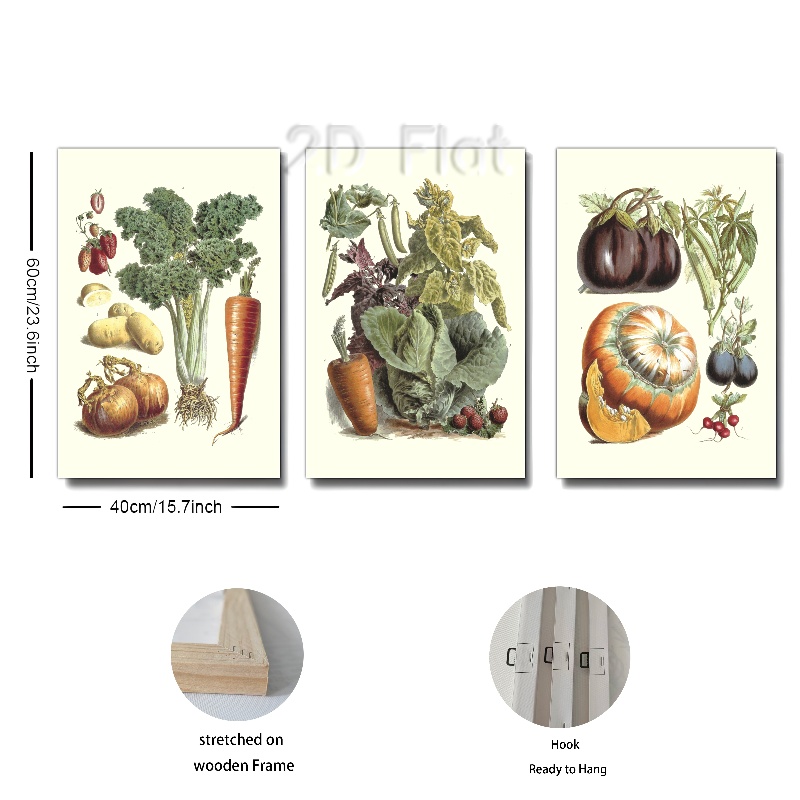 2D Flat
60cm/23.6inch
40cm/15.7inch
stretched on
wooden Frame
Hook
Ready to Hang